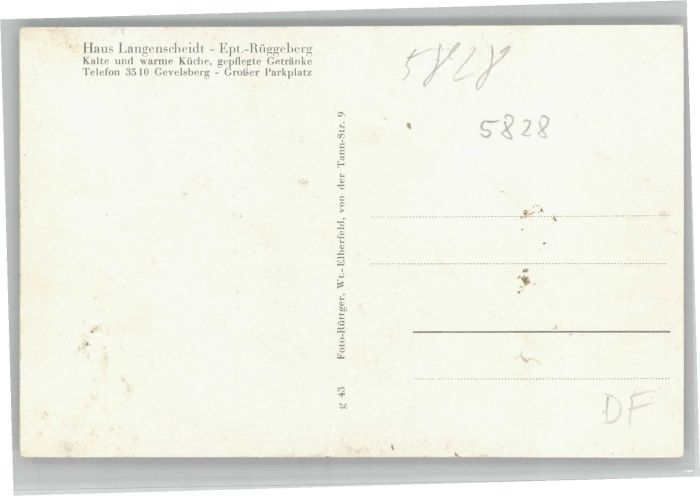 Haus Langenscheidt - Ept.-Rüggeberg
Kalte und warme Küche, gepflegte Getränke
Telefon 3510 Gevelsberg - Großer Parkplatz
5828
5828
g 43 Foto-Rüttger, Wt.-Elberfeld, von der Tann-Str. 9
DF